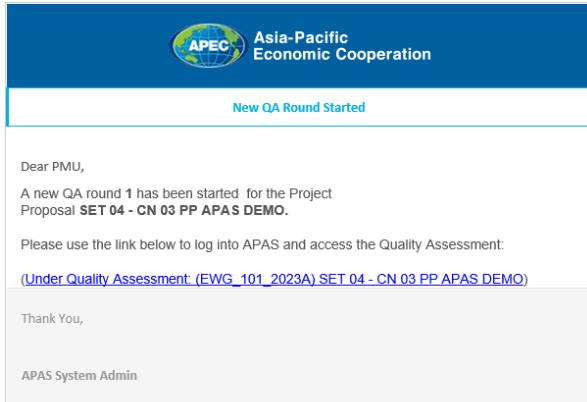 APEC
Asia-Pacific
Economic Cooperation
New QA Round Started
Dear PMU,
A new QA round 1 has been started for the Project
Proposal SET 04 - CN 03 PP APAS DEMO.
Please use the link below to log into APAS and access the Quality Assessment:
(Under Quality Assessment: (EWG_101_2023A) SET 04 - CN 03 PP APAS DEMO)
Thank You,
APAS System Admin